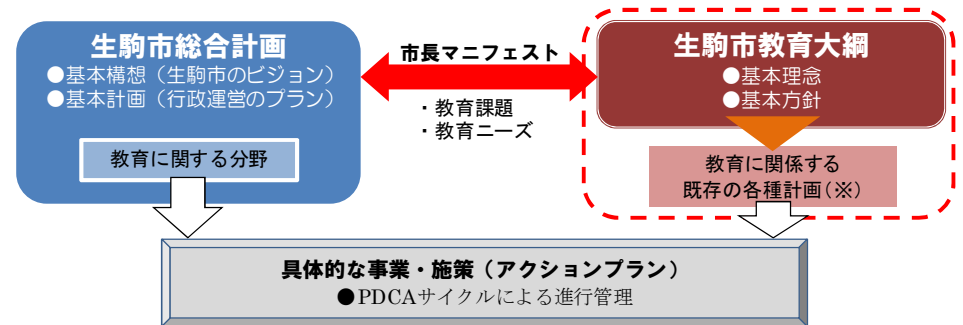 生駒市総合計画
●基本構想（生駒市のビジョン）
●基本計画（行政運営のプラン）
教育に関する分野
市長マニフェスト
・教育課題
・教育ニーズ
生駒市教育大綱
●基本理念
●基本方針
教育に関係する
既存の各種計画（※）
具体的な事業・施策（アクションプラン）
●PDCAサイクルによる進行管理